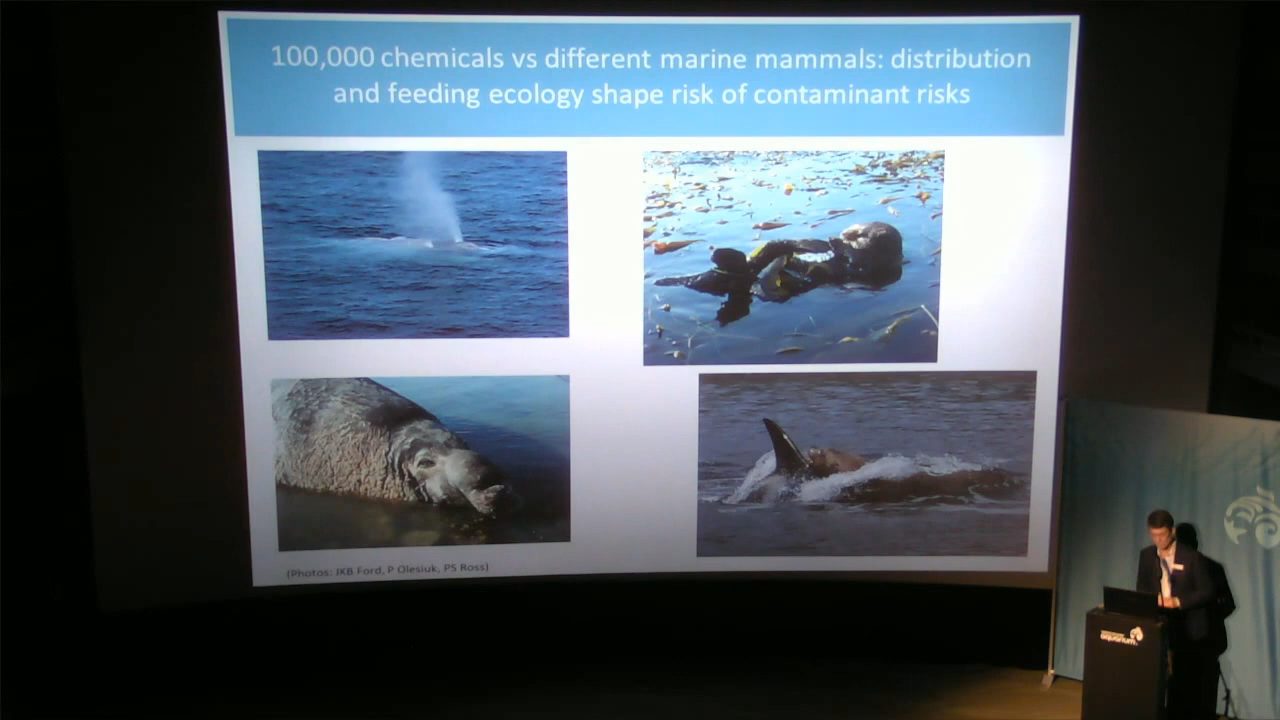 100,000 chemicals vs different marine mammals: distribution
and feeding ecology shape risk of contaminant risks
(Photos: JKB Ford, P Olesiuk, PS Ross)
aquarium